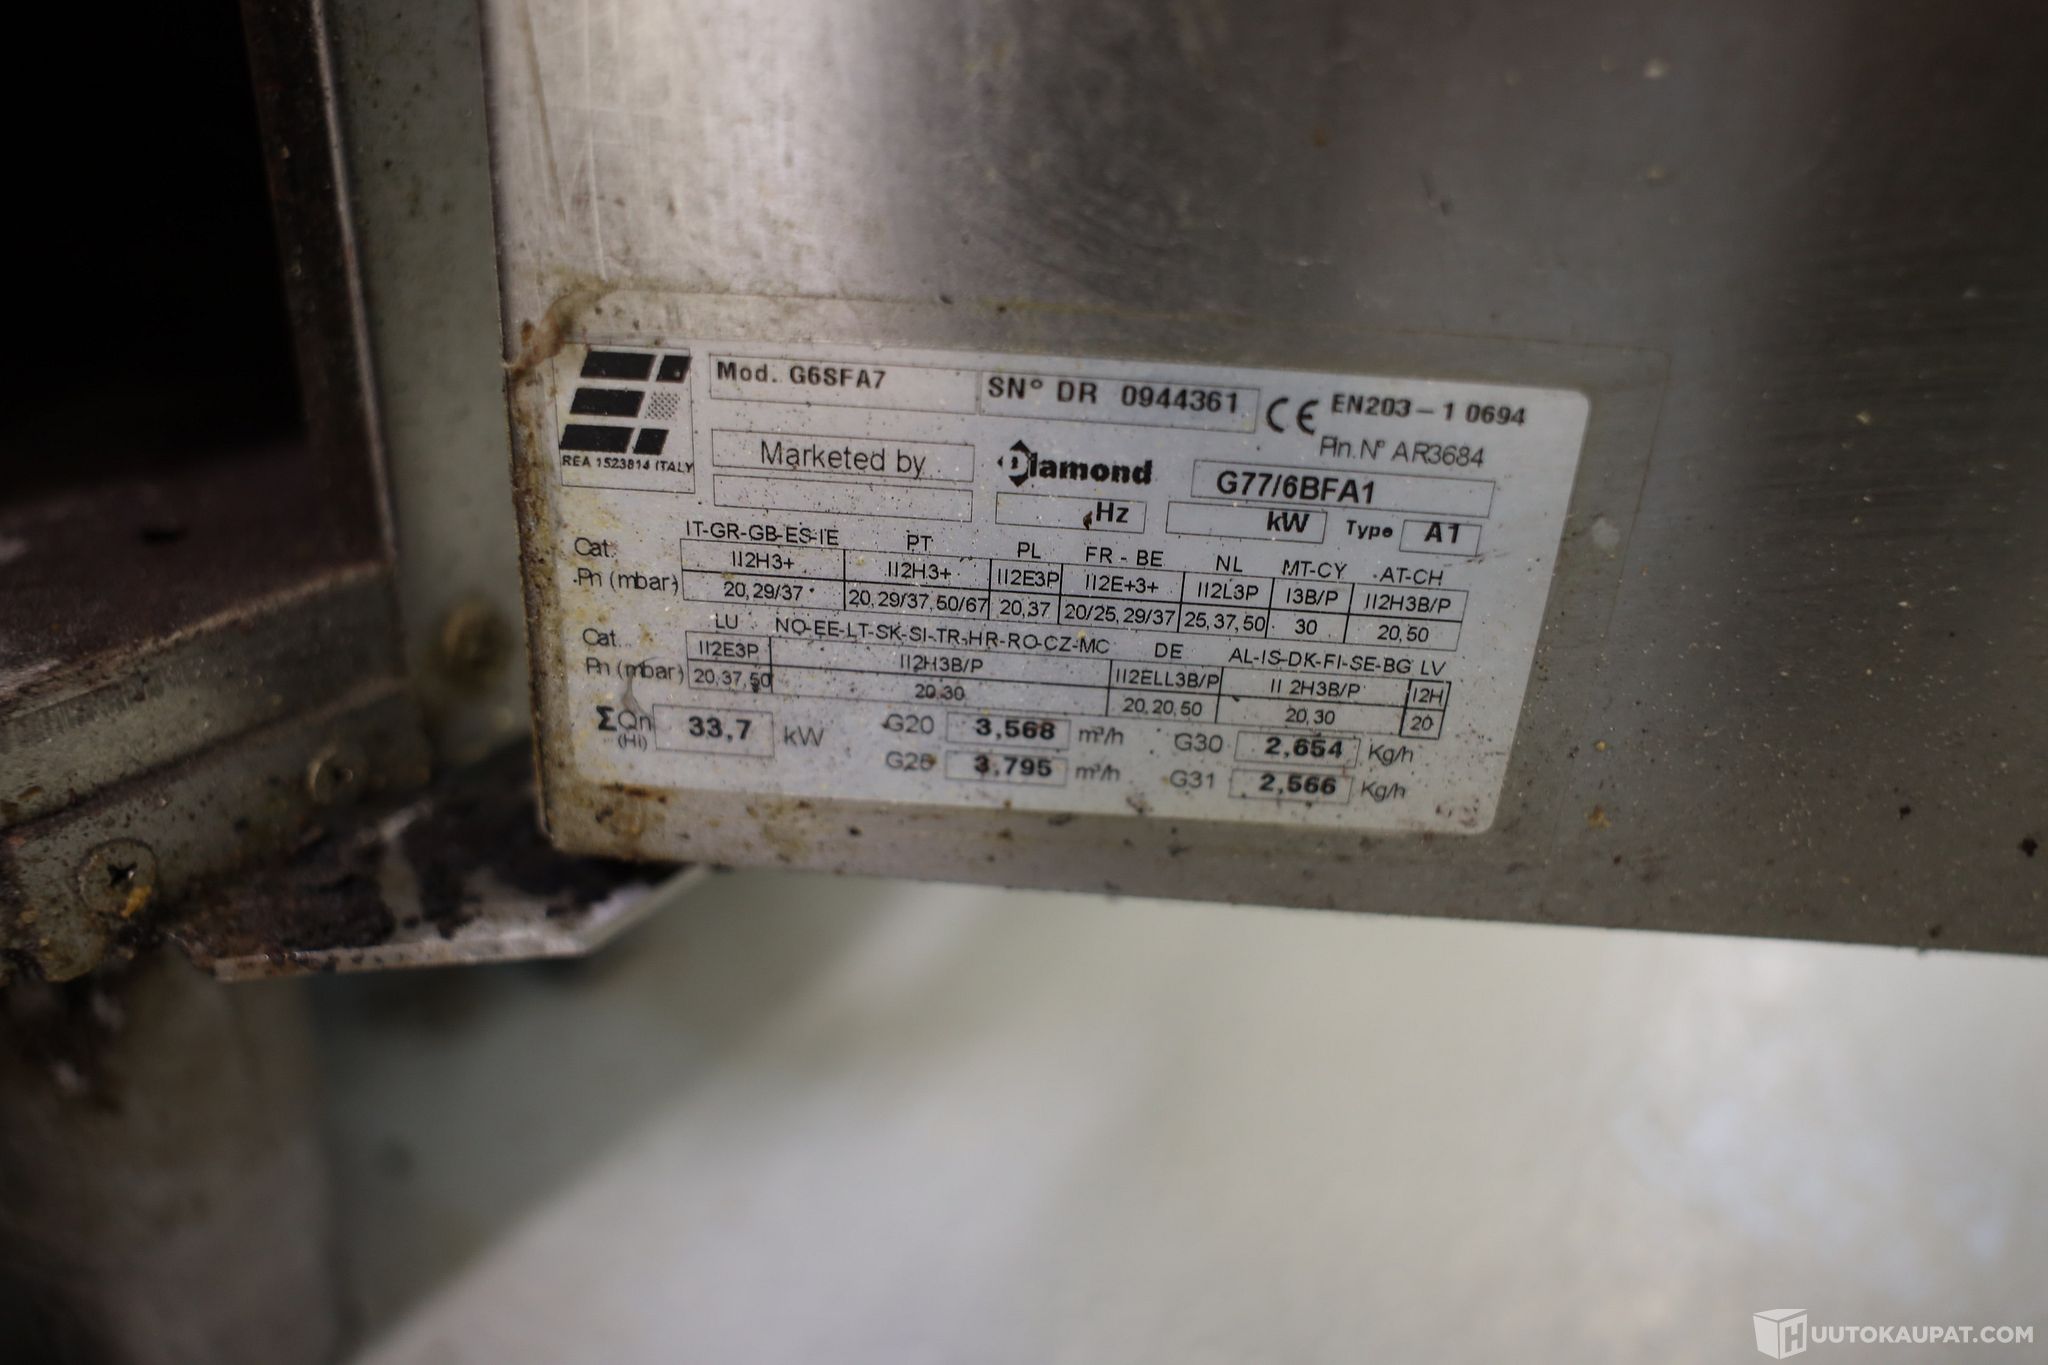 Mod. G6SFA7
SN° DR 0944361
CE EN203-1 0694
Pin. N° AR3684
REA 1523814 ITALY
Marketed by
Diamond
G77/6BFA1
Hz
kW
Type A1
IT-GR-GB-ES-IE PT PL FR - BE NL MT-CY AT-CH
Cat. II2H3+ II2H3+ II2E3P II2E+3+ II2L3P I3B/P II2H3B/P
Pn (mbar) 20,29/37 20,29/37,50/67 20,37 20/25,29/37 25,37,50 30 20,50
LU NO-EE-LT-SK-SI-TR-HR-RO-CZ-MC DE AL-IS-DK-FI-SE-BG LV
Cat. II2E3P II2H3B/P II2ELL3B/P II 2H3B/P I2H
Pn (mbar) 20,37,50 20,30 20,20,50 20,30 20
ΣQn (Hi) 33,7 kW
G20 3,568 m³/h
G30 2,654 Kg/h
G25 3,795 m³/h
G31 2,566 Kg/h
HUUTOKAUPAT.COM